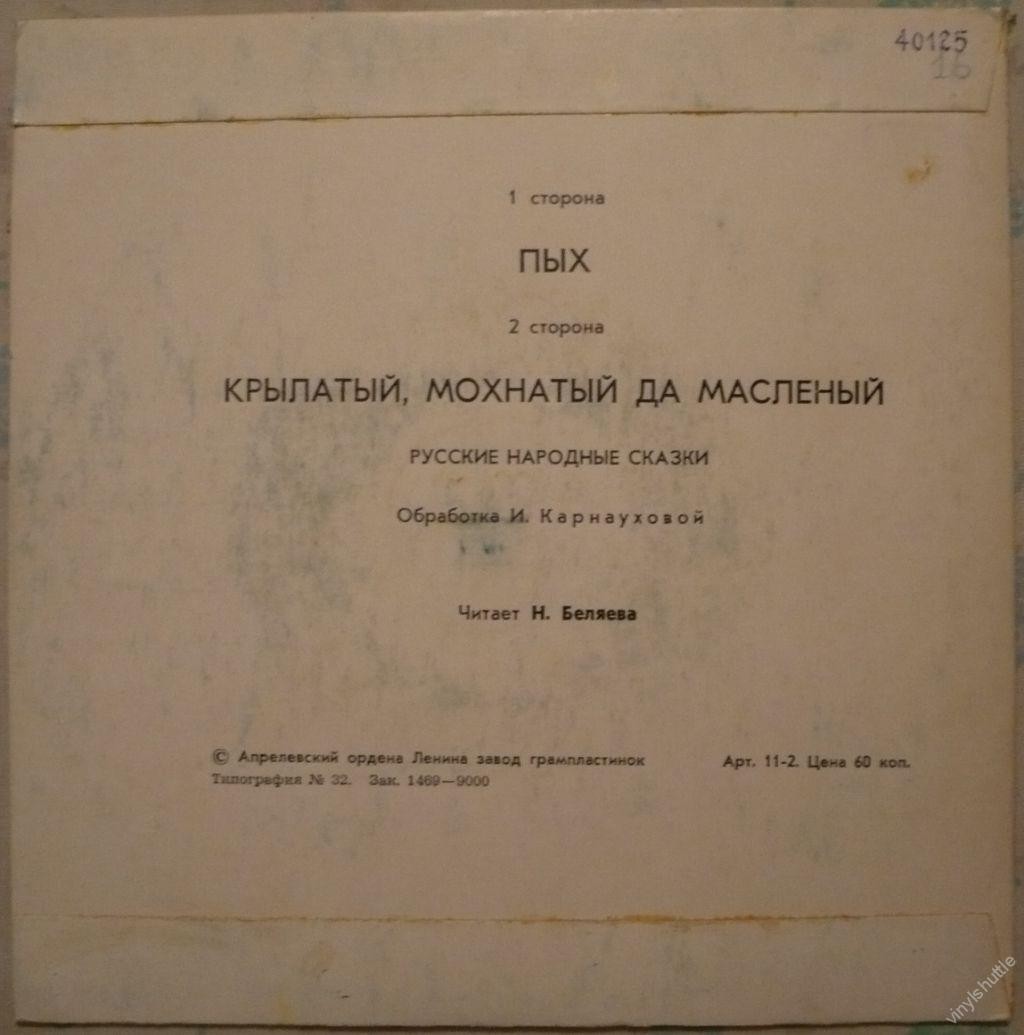 40125
16
1 сторона
ПЫХ
2 сторона
КРЫЛАТЫЙ, МОХНАТЫЙ ДА МАСЛЕНЫЙ
РУССКИЕ НАРОДНЫЕ СКАЗКИ
Обработка И. Карнауховой
Читает Н. Беляева
© Апрелевский ордена Ленина завод грампластинок Арт. 11-2. Цена 60 коп.
Типография № 32. Зак. 1469—9000
vinylshuttle